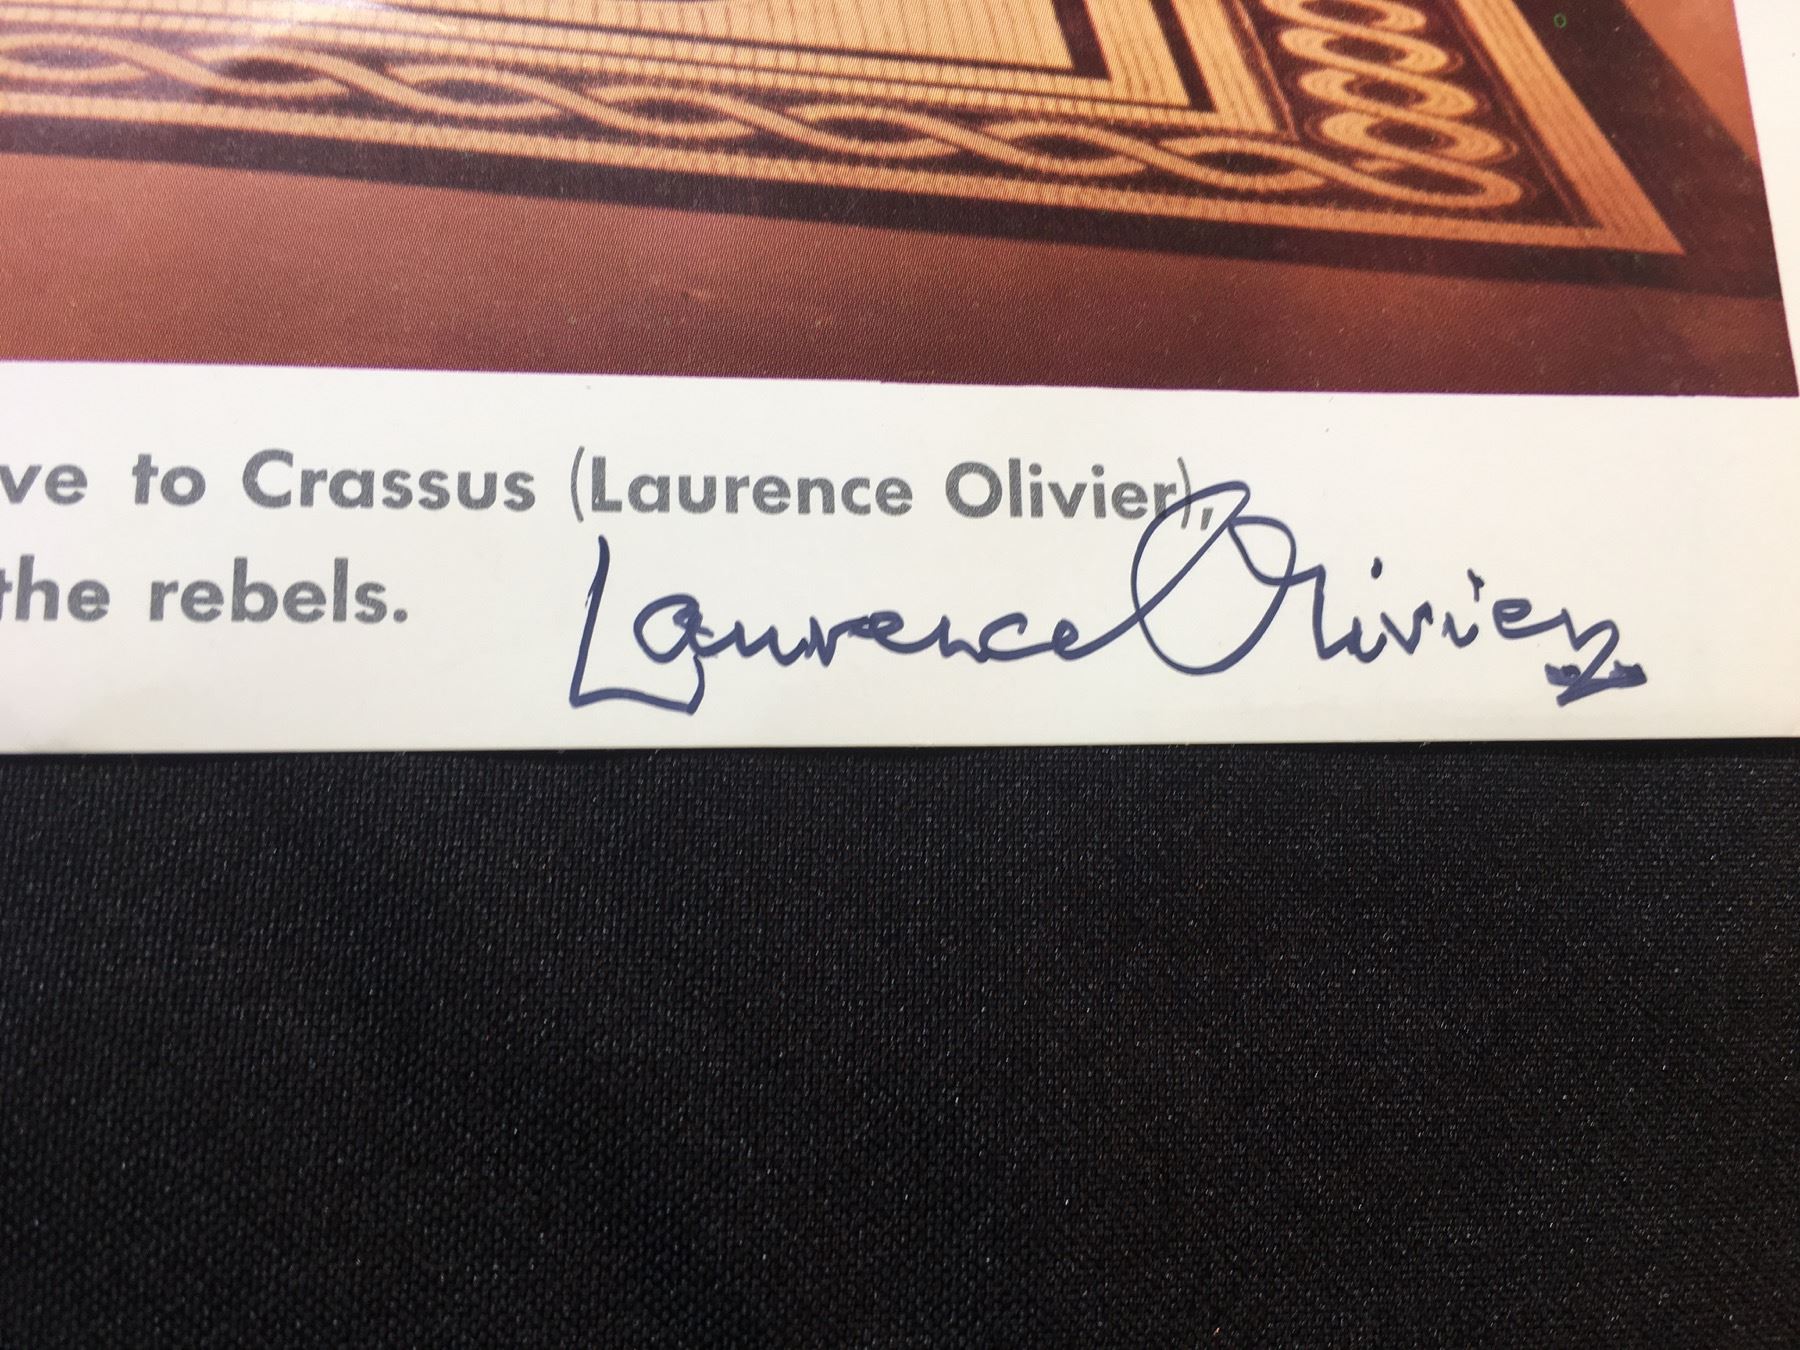 ve to Crassus (Laurence Olivier),
the rebels.
Laurence Olivier